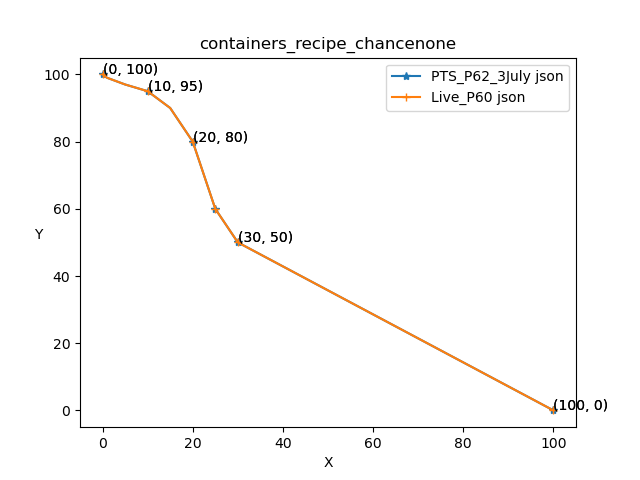 containers_recipe_chancenone
PTS_P62_3July json
Live_P60 json
(0, 100)
(10, 95)
(20, 80)
(30, 50)
(100, 0)
100
80
60
40
20
0
Y
0 20 40 60 80 100
X